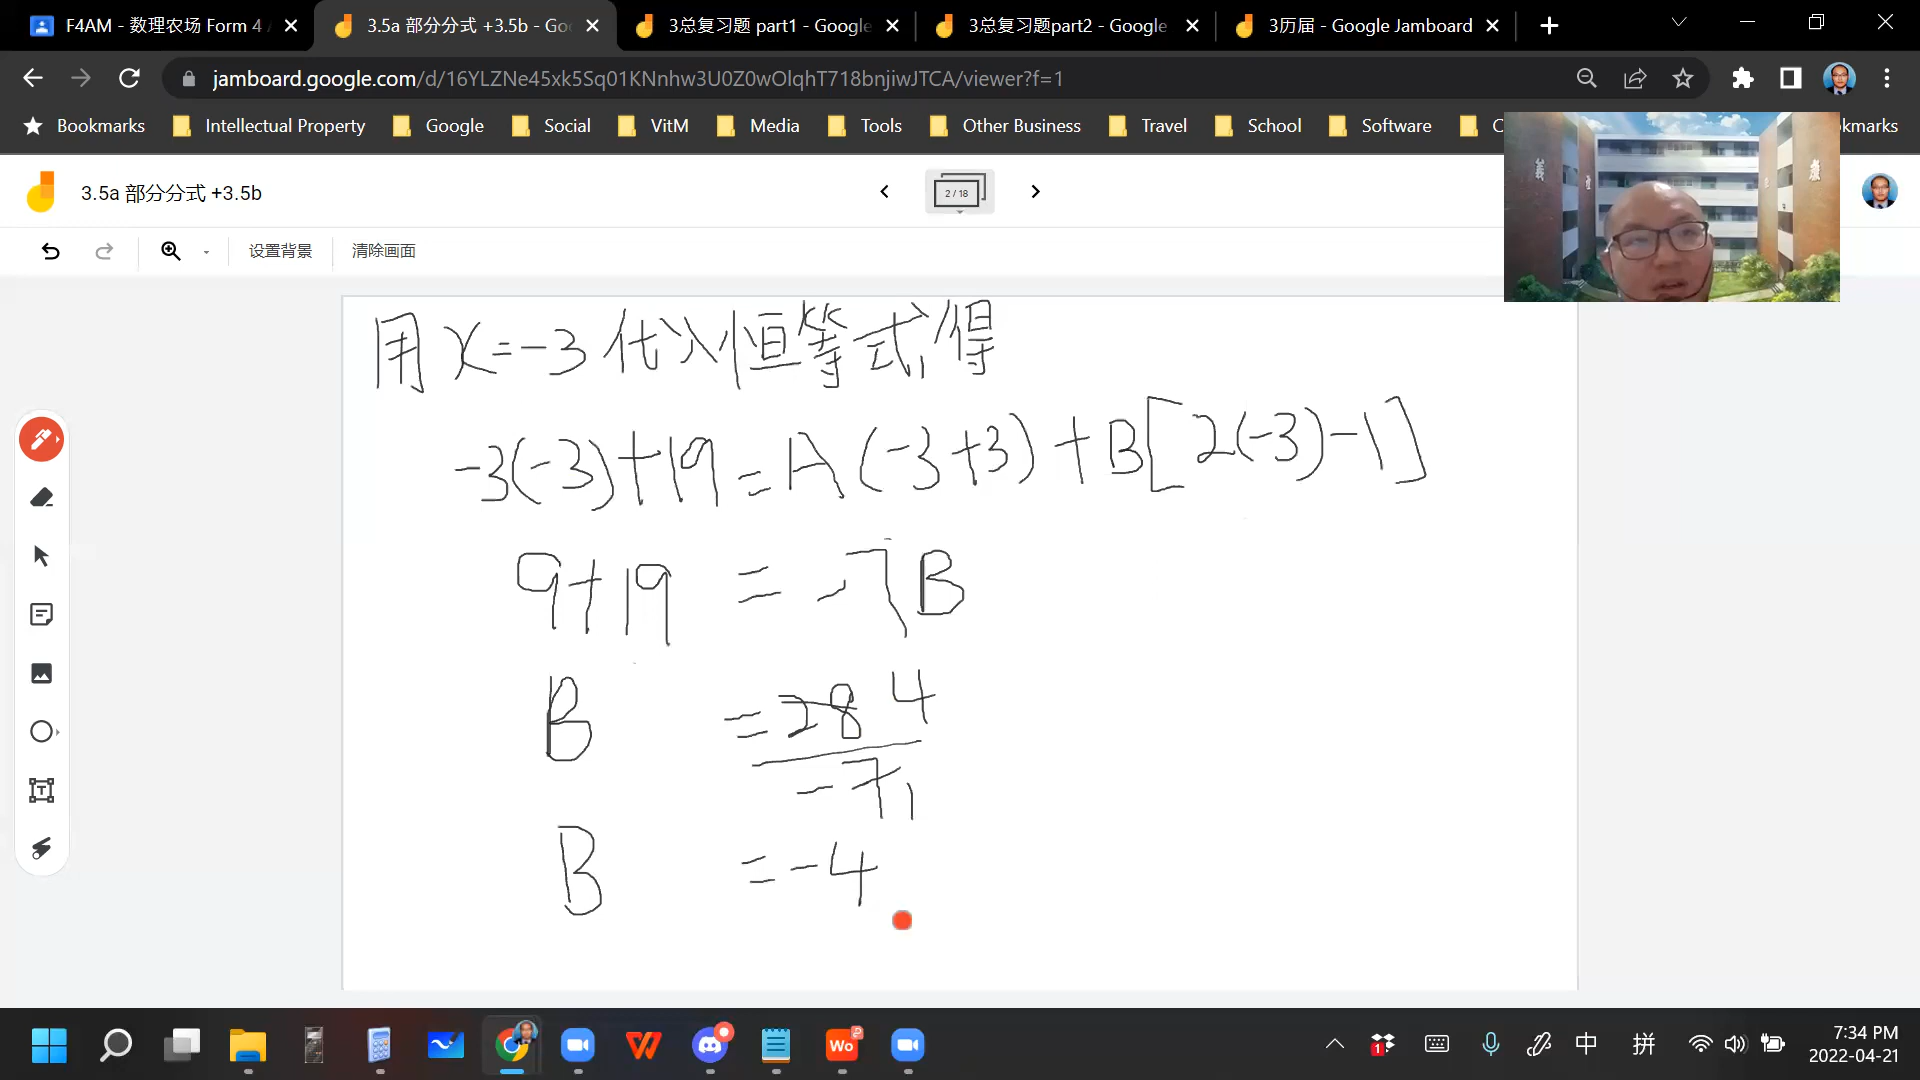 F4AM - 数理农场 Form 4
3.5a 部分分式 +3.5b - Go
3总复习题 part1 - Google
3总复习题part2 - Google
3历届 - Google Jamboard
jamboard.google.com/d/16YLZNe45xk5Sq01KNnhw3U0Z0wOlqhT718bnjiwJTCA/viewer?f=1
Bookmarks Intellectual Property Google Social VitM Media Tools Other Business Travel School Software
3.5a 部分分式 +3.5b
2 / 18
设置背景 清除画面
用 x=-3 代入恒等式,得
-3(-3)+19=A(-3+3)+B[2(-3)-1]
9+19 = -7B
B = 28 4
-7 1
B = -4
中 拼
7:34 PM
2022-04-21